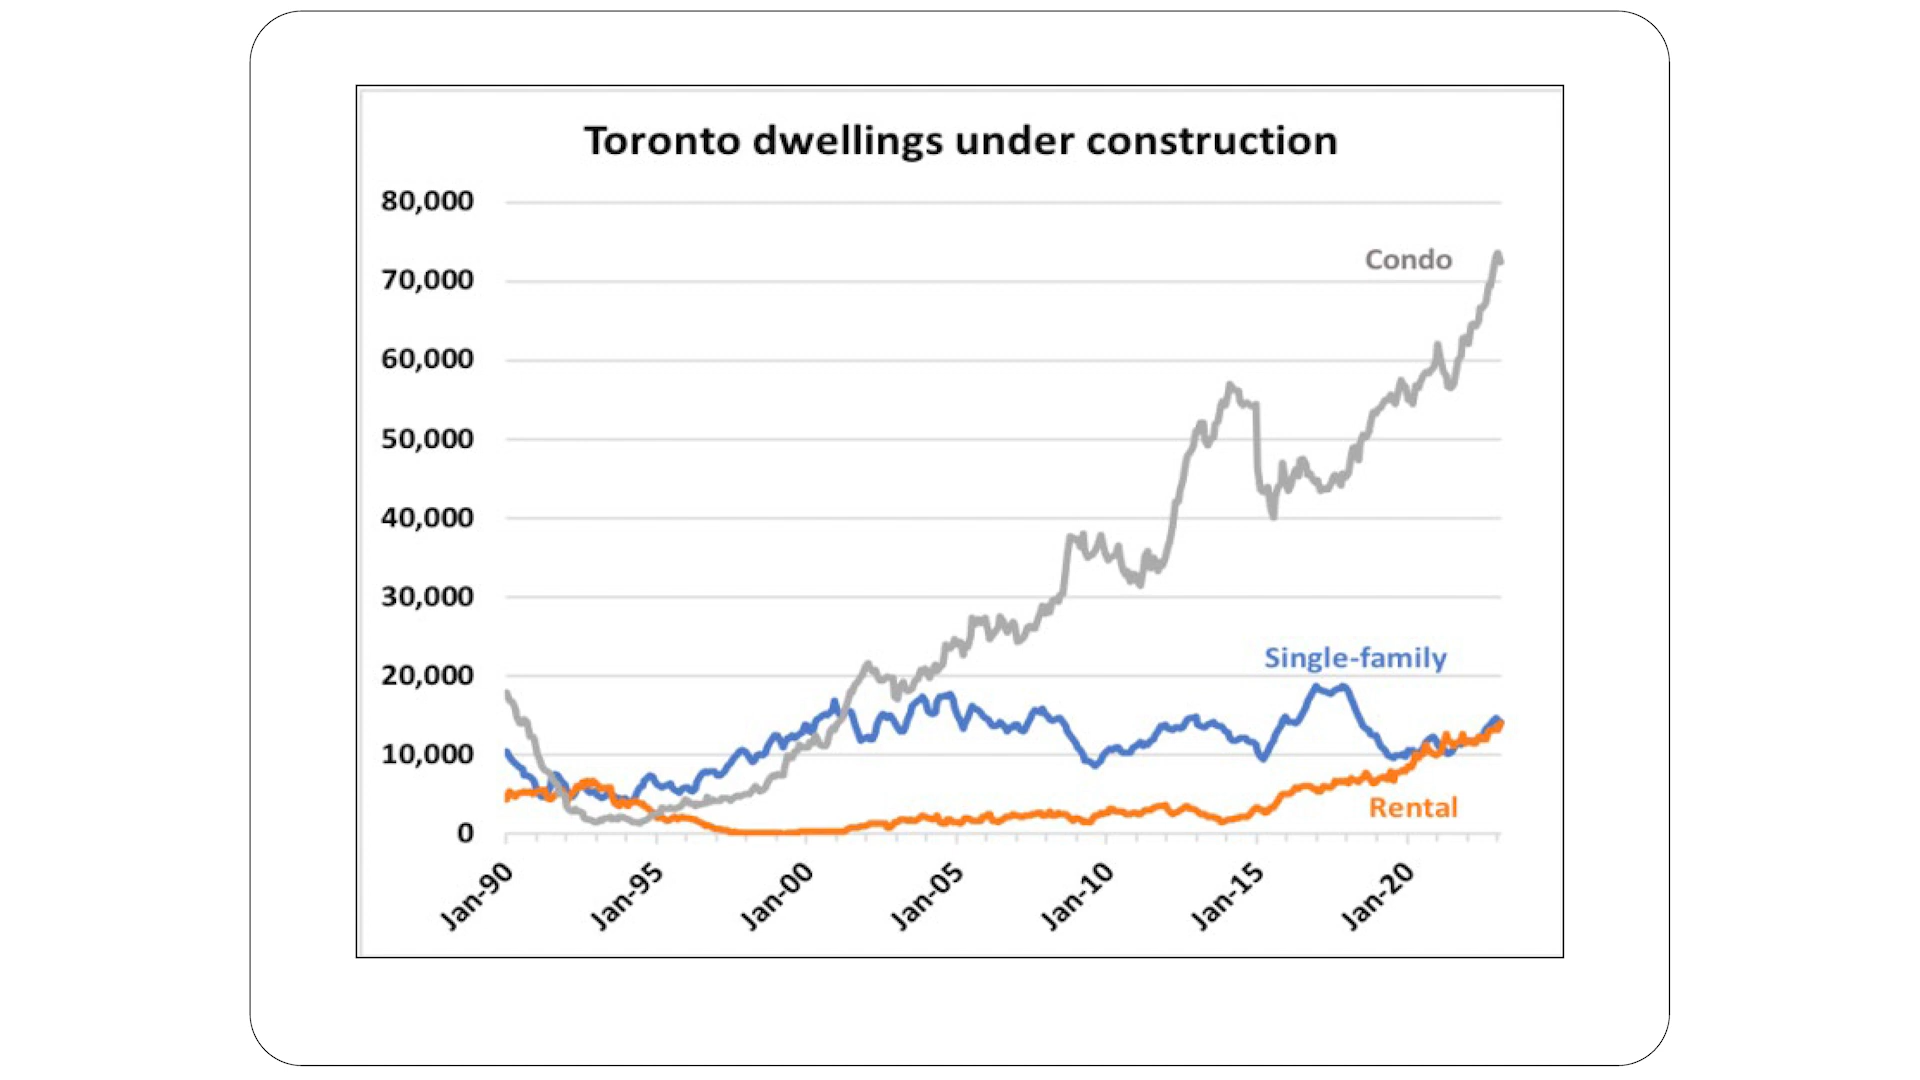 Toronto dwellings under construction
80,000
Condo
70,000
60,000
50,000
40,000
30,000
Single-family
20,000
10,000
Rental
0
Jan-90
Jan-95
Jan-00
Jan-05
Jan-10
Jan-15
Jan-20